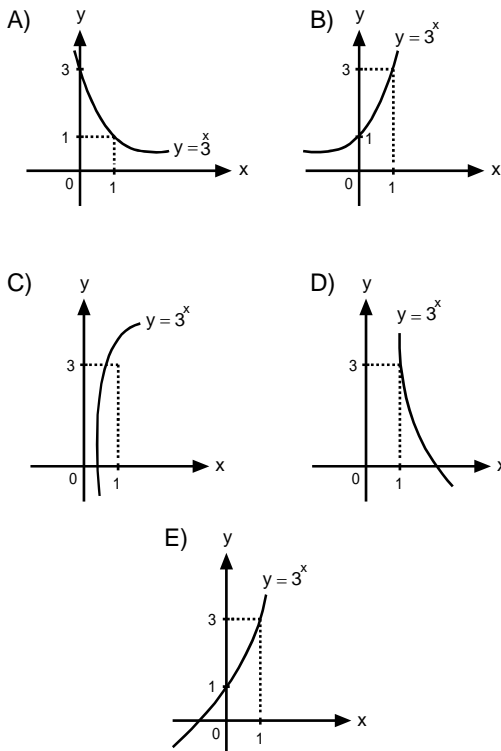 A)
y
3
1
y = 3^x
0
1
x
B)
y
y = 3^x
3
1
0
1
x
C)
y
y = 3^x
3
0
1
x
D)
y
y = 3^x
3
0
1
x
E)
y
y = 3^x
3
1
0
1
x